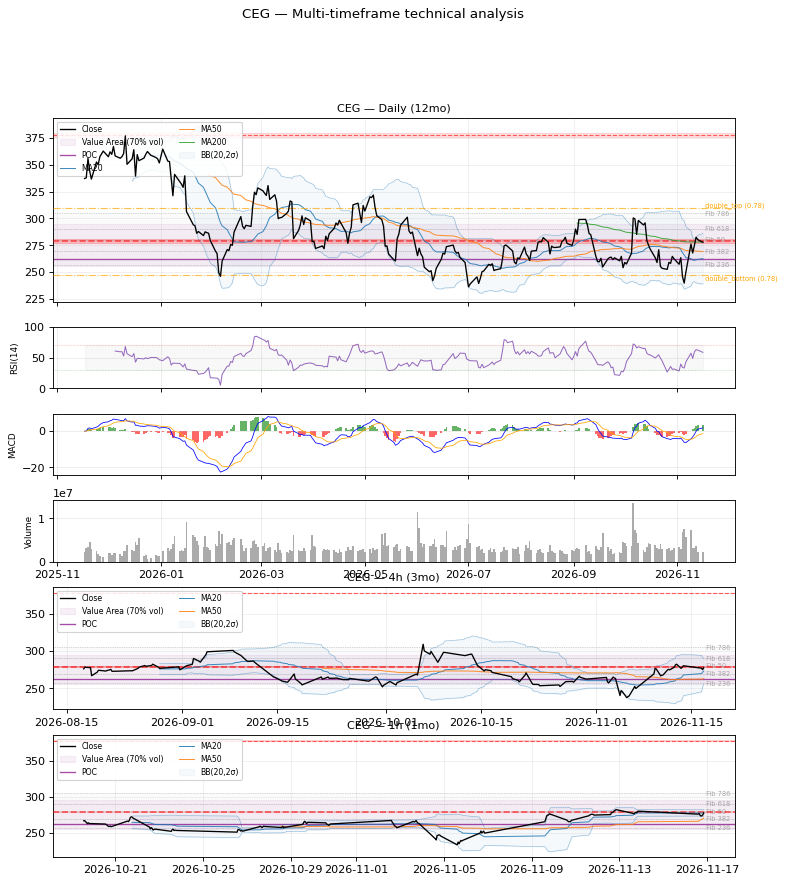 CEG — Multi-timeframe technical analysis
CEG — Daily (12mo)
Close
Value Area (70% vol)
POC
MA20
MA50
MA200
BB(20,2σ)
375
350
325
300
275
250
225
double_top (0.78)
Fib 786
Fib 618
Fib 382
Fib 236
double_bottom (0.78)
RSI(14)
100
50
0
MACD
0
−20
1e7
Volume
1
0
2025-11
2026-01
2026-03
2026-05
2026-07
2026-09
2026-11
CEG — 4h (3mo)
Close
Value Area (70% vol)
POC
MA20
MA50
BB(20,2σ)
350
300
250
Fib 786
Fib 618
Fib 382
Fib 236
2026-08-15
2026-09-01
2026-09-15
2026-10-01
2026-10-15
2026-11-01
2026-11-15
CEG — 1h (1mo)
Close
Value Area (70% vol)
POC
MA20
MA50
BB(20,2σ)
350
300
250
Fib 786
Fib 618
Fib 382
Fib 236
2026-10-21
2026-10-25
2026-10-29
2026-11-01
2026-11-05
2026-11-09
2026-11-13
2026-11-17